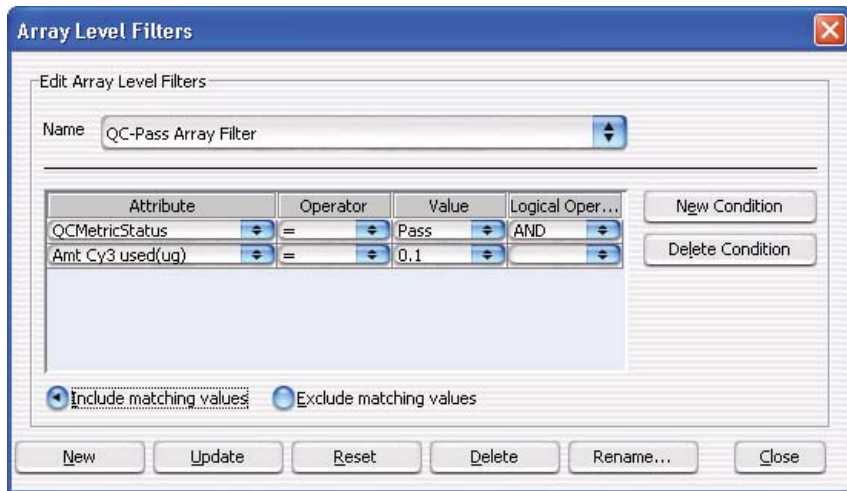 Array Level Filters
Edit Array Level Filters
Name QC-Pass Array Filter
Attribute Operator Value Logical Oper...
QCMetricStatus = Pass AND
Amt Cy3 used(ug) = 0.1
New Condition
Delete Condition
Include matching values Exclude matching values
New Update Reset Delete Rename... Close